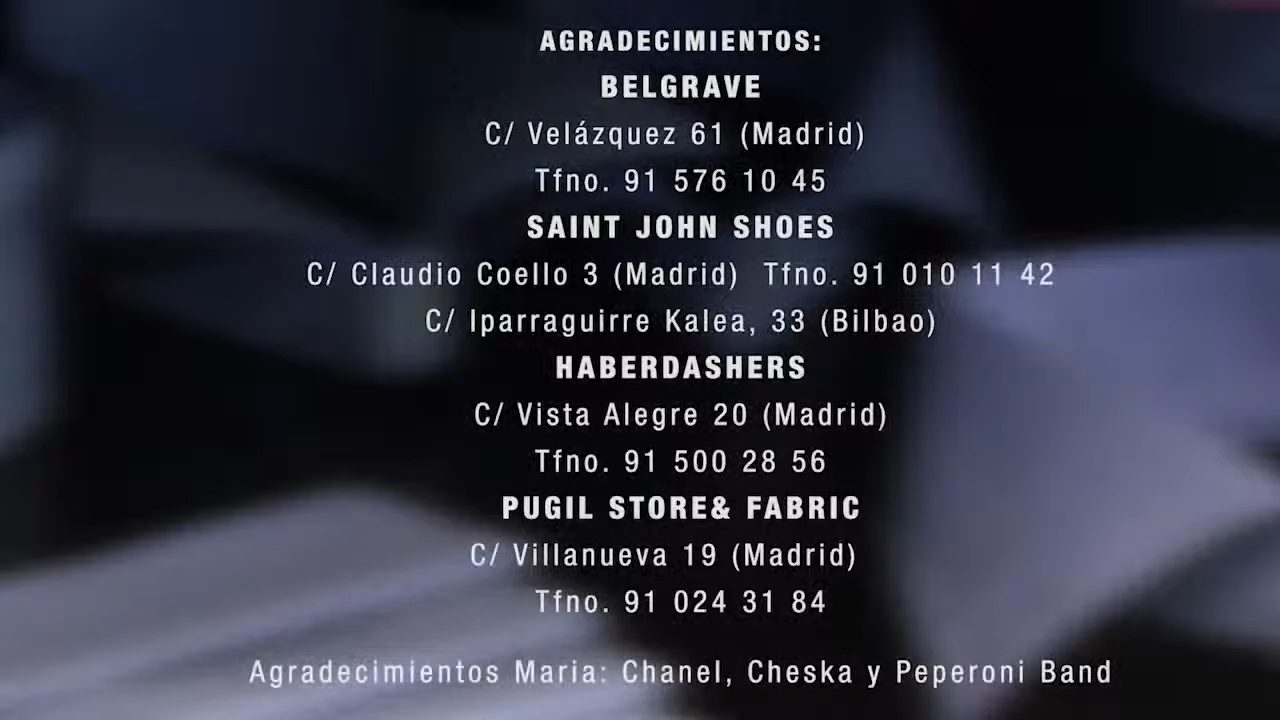 AGRADECIMIENTOS:
BELGRAVE
C/ Velázquez 61 (Madrid)
Tfno. 91 576 10 45
SAINT JOHN SHOES
C/ Claudio Coello 3 (Madrid)  Tfno. 91 010 11 42
C/ Iparraguirre Kalea, 33 (Bilbao)
HABERDASHERS
C/ Vista Alegre 20 (Madrid)
Tfno. 91 500 28 56
PUGIL STORE& FABRIC
C/ Villanueva 19 (Madrid)
Tfno. 91 024 31 84
Agradecimientos Maria: Chanel, Cheska y Peperoni Band